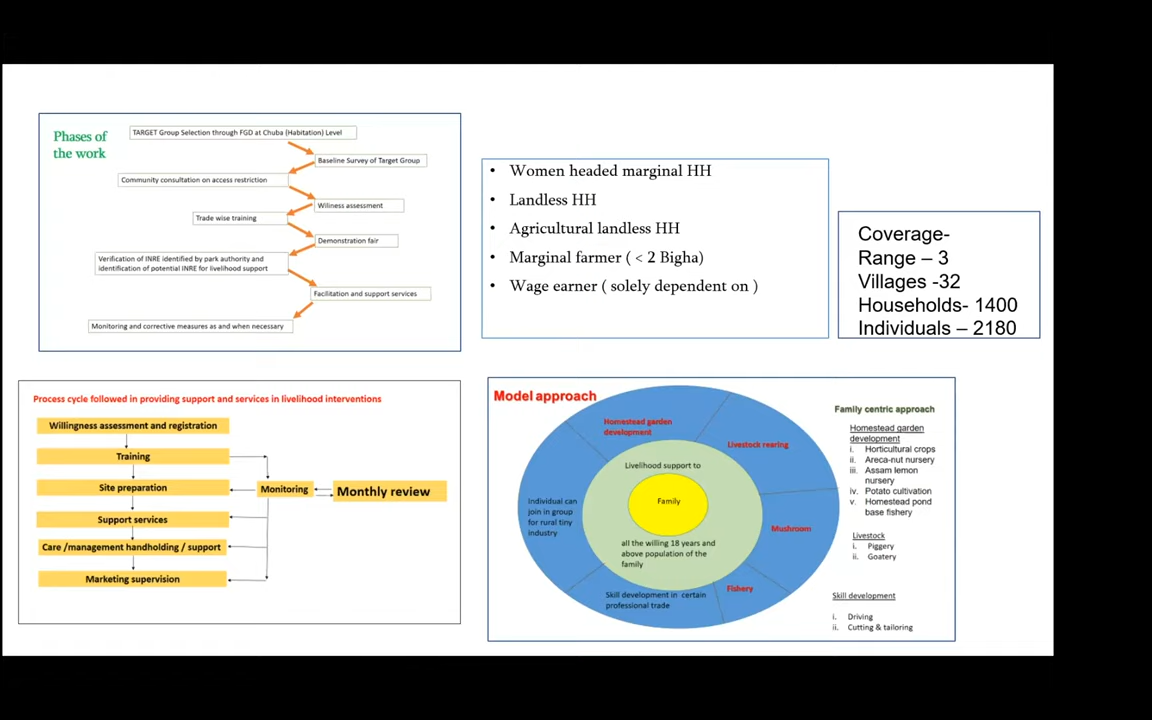 Phases of
the work
TARGET Group Selection through FGD at Chuba (Habitation) Level
Baseline Survey of Target Group
Community consultation on access restriction
Wiliness assessment
Trade wise training
Demonstration fair
Verification of INRE identified by park authority and
identification of potential INRE for livelihood support
Facilitation and support services
Monitoring and corrective measures as and when necessary
• Women headed marginal HH
• Landless HH
• Agricultural landless HH
• Marginal farmer ( < 2 Bigha)
• Wage earner ( solely dependent on )
Coverage-
Range – 3
Villages -32
Households- 1400
Individuals – 2180
Process cycle followed in providing support and services in livelihood interventions
Willingness assessment and registration
Training
Site preparation
Monitoring
Monthly review
Support services
Care /management handholding / support
Marketing supervision
Model approach
Homestead garden
development
Livestock rearing
Livelihood support to
Family
Individual can
join in group
for rural tiny
industry
Mushroom
all the willing 18 years and
above population of the
family
Fishery
Skill development in certain
professional trade
Family centric approach
Homestead garden
development
i. Horticultural crops
ii. Areca-nut nursery
iii. Assam lemon
nursery
iv. Potato cultivation
v. Homestead pond
base fishery
Livestock
i. Piggery
ii. Goatery
Skill development
i. Driving
ii. Cutting & tailoring